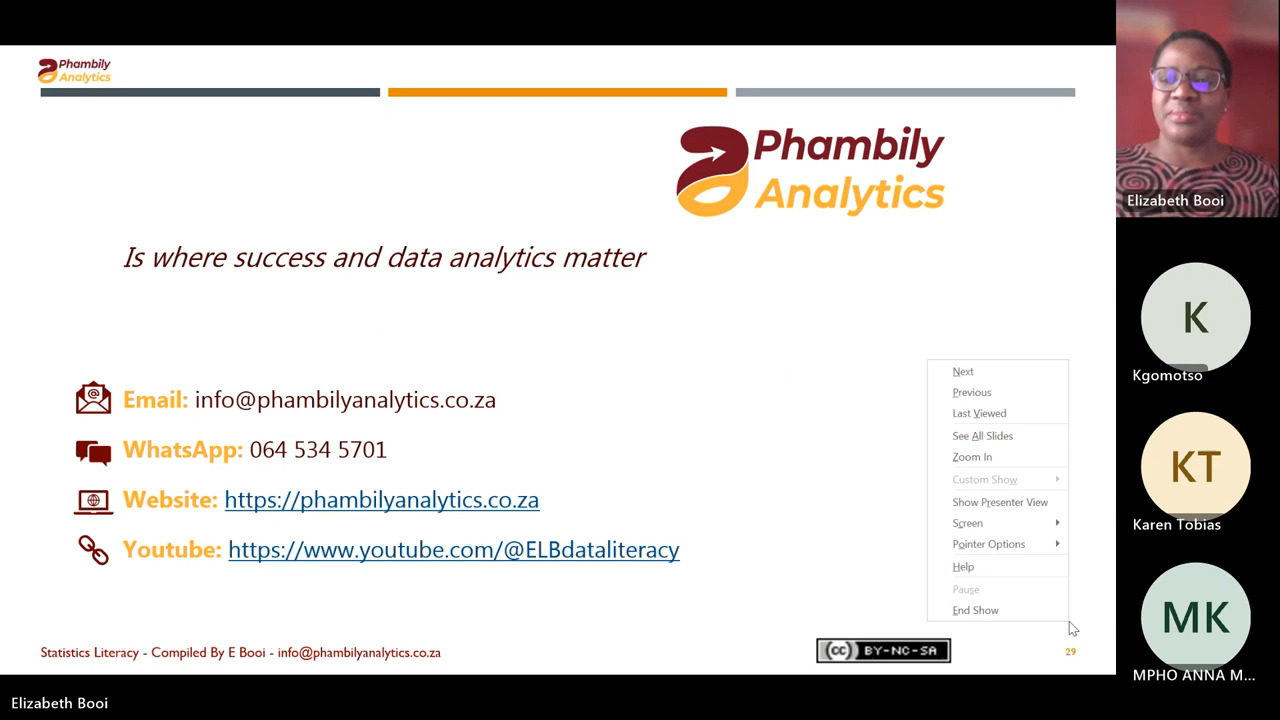 Phambily
Analytics
Phambily
Analytics
Is where success and data analytics matter
Email: info@phambilyanalytics.co.za
WhatsApp: 064 534 5701
Website: https://phambilyanalytics.co.za
Youtube: https://www.youtube.com/@ELBdataliteracy
Next
Previous
Last Viewed
See All Slides
Zoom In
Custom Show
Show Presenter View
Screen
Pointer Options
Help
Pause
End Show
Statistics Literacy - Compiled By E Booi - info@phambilyanalytics.co.za
cc BY-NC-SA
29
Elizabeth Booi
K
Kgomotso
KT
Karen Tobias
MK
MPHO ANNA M...
Elizabeth Booi